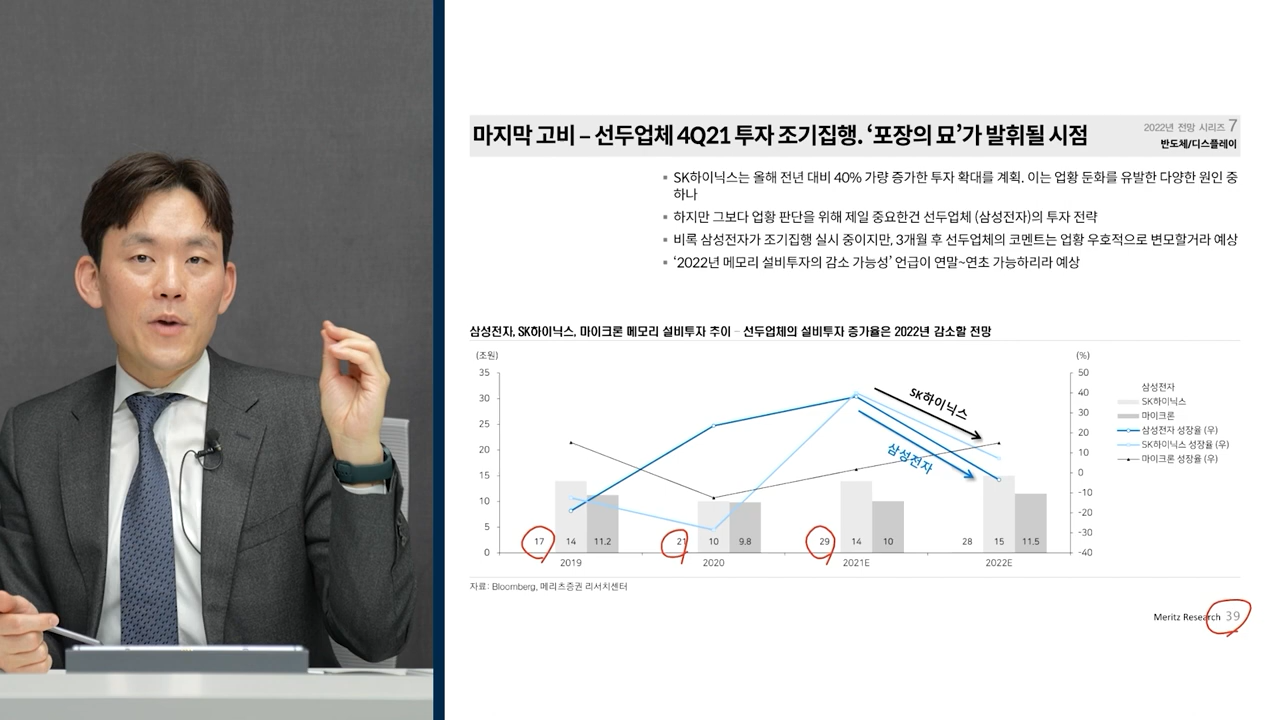 마지막 고비 – 선두업체 4Q21 투자 조기집행. ‘포장의 묘’가 발휘될 시점
2022년 전망 시리즈 7
반도체/디스플레이
▪ SK하이닉스는 올해 전년 대비 40% 가량 증가한 투자 확대를 계획. 이는 업황 둔화를 유발한 다양한 원인 중
하나
▪ 하지만 그보다 업황 판단을 위해 제일 중요한건 선두업체 (삼성전자)의 투자 전략
▪ 비록 삼성전자가 조기집행 실시 중이지만, 3개월 후 선두업체의 코멘트는 업황 우호적으로 변모할거라 예상
▪ ‘2022년 메모리 설비투자의 감소 가능성’ 언급이 연말~연초 가능하리라 예상
삼성전자, SK하이닉스, 마이크론 메모리 설비투자 추이 – 선두업체의 설비투자 증가율은 2022년 감소할 전망
(조원)
(%)
35
30
25
20
15
10
5
0
50
40
30
20
10
0
-10
-20
-30
-40
SK하이닉스
삼성전자
17 14 11.2
21 10 9.8
29 14 10
28 15 11.5
2019 2020 2021E 2022E
삼성전자
SK하이닉스
마이크론
삼성전자 성장율 (우)
SK하이닉스 성장율 (우)
마이크론 성장율 (우)
자료: Bloomberg, 메리츠증권 리서치센터
Meritz Research 39